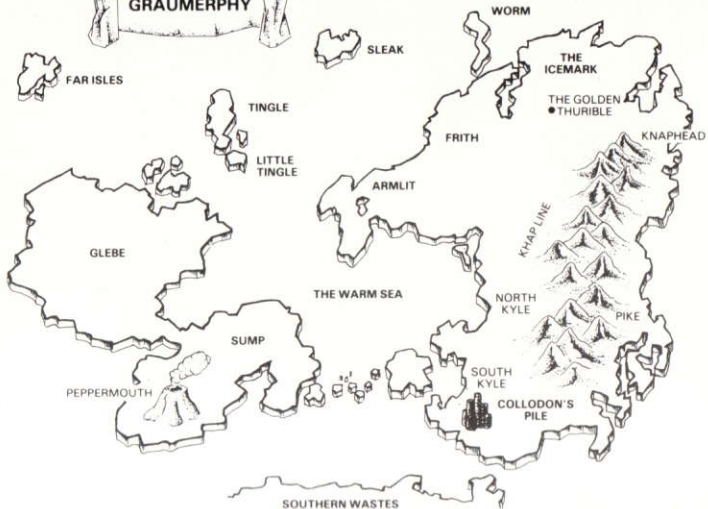 GRAUMERPHY
WORM
SLEAK
THE
ICEMARK
FAR ISLES
THE GOLDEN
THURIBLE
TINGLE
FRITH
KNAPHEAD
LITTLE
TINGLE
ARMLIT
KHAP LINE
GLEBE
THE WARM SEA
NORTH
KYLE
PIKE
SUMP
SOUTH
KYLE
PEPPERMOUTH
COLLODON'S
PILE
SOUTHERN WASTES